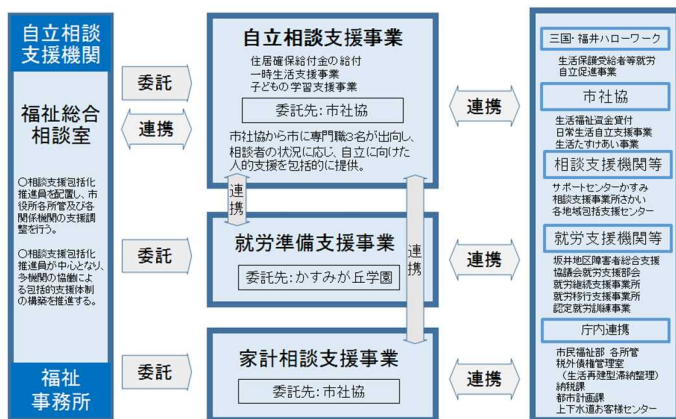 自立相談
支援機関
福祉総合
相談室
○相談支援包括化
推進員を配置し、市
役所各所管及び各
関係機関の支援調
整を行う。
○相談支援包括化
推進員が中心となり、
多機関の協働によ
る包括的支援体制
の構築を推進する。
福祉
事務所
委託
連携
委託
委託
自立相談支援事業
住居確保給付金の給付
一時生活支援事業
子どもの学習支援事業
委託先：市社協
市社協から市に専門職3名が出向し、
相談者の状況に応じ、自立に向けた
人的支援を包括的に提供。
連携
連携
就労準備支援事業
委託先：かすみが丘学園
家計相談支援事業
委託先：市社協
連携
連携
連携
三国・福井ハローワーク
生活保護受給者等就労
自立促進事業
市社協
生活福祉資金貸付
日常生活自立支援事業
生活たすけあい事業
相談支援機関等
サポートセンターかすみ
相談支援事業所さかい
各地域包括支援センター
就労支援機関等
坂井地区障害者総合支援
協議会就労支援部会
就労継続支援事業所
就労移行支援事業所
認定就労訓練事業
庁内連携
市民福祉部 各所管
税外債権管理室
（生活再建型滞納整理）
納税課
都市計画課
上下水道お客様センター